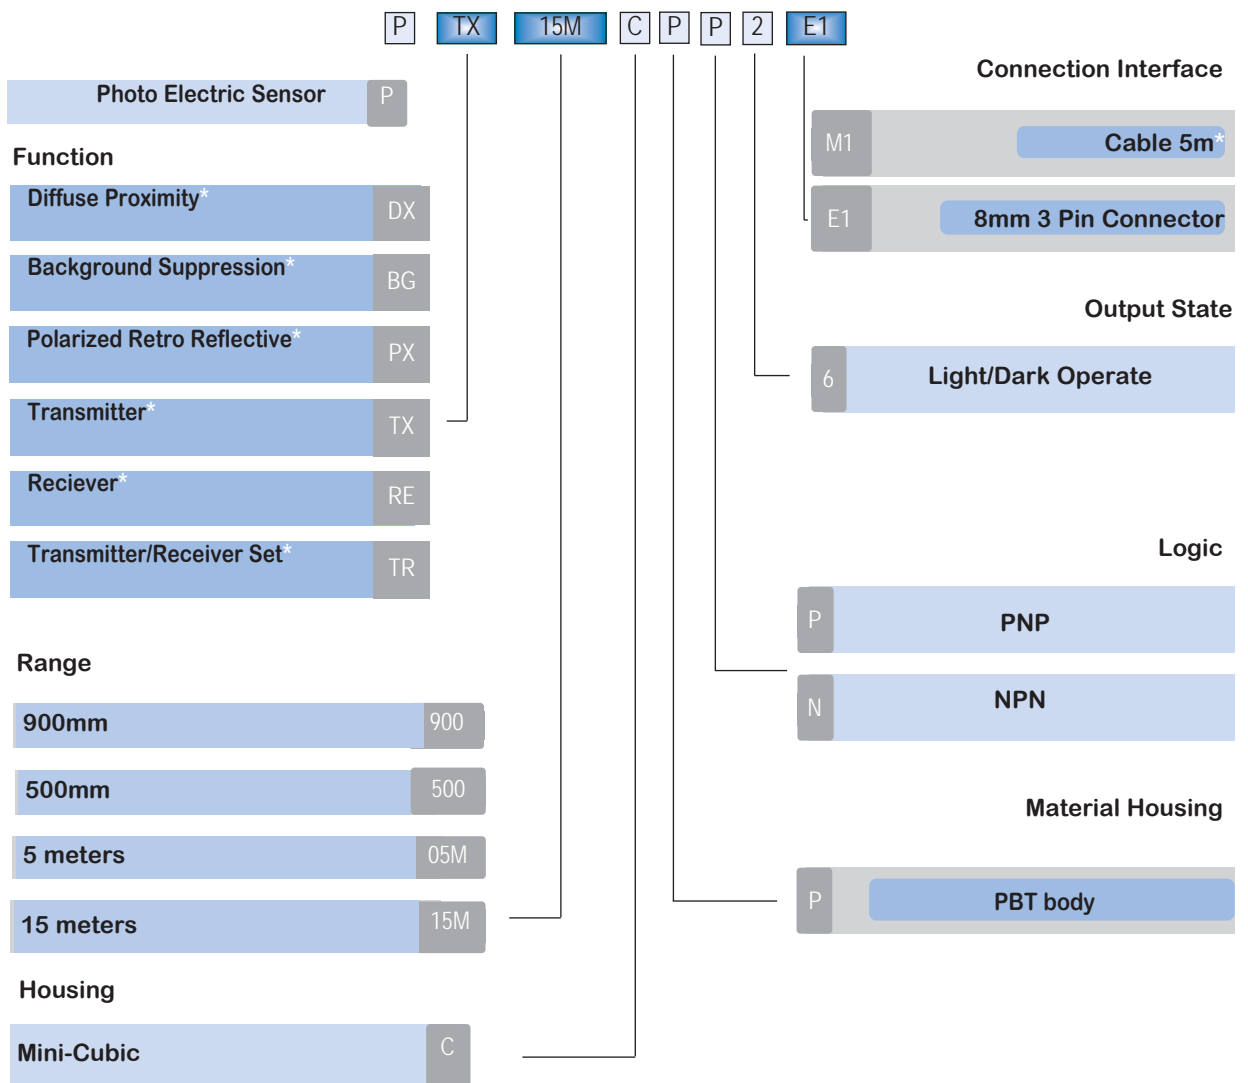 P TX 15M C P P 2 E1
Photo Electric Sensor P
Function
Diffuse Proximity* DX
Background Suppression* BG
Polarized Retro Reflective* PX
Transmitter* TX
Reciever* RE
Transmitter/Receiver Set* TR
Range
900mm 900
500mm 500
5 meters 05M
15 meters 15M
Housing
Mini-Cubic C
Connection Interface
M1 Cable 5m*
E1 8mm 3 Pin Connector
Output State
6 Light/Dark Operate
Logic
P PNP
N NPN
Material Housing
P PBT body